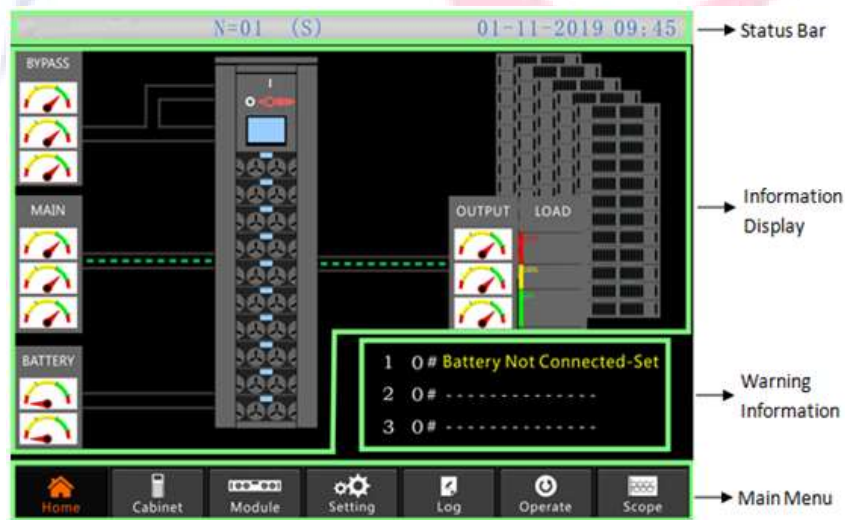 N=01 (S) 01-11-2019 09:45
Status Bar
BYPASS
MAIN
OUTPUT LOAD
Information
Display
BATTERY
1 0# Battery Not Connected-Set
2 0# - - - - - - - - - - - - - -
3 0# - - - - - - - - - - - - - -
Warning
Information
Home
Cabinet
Module
Setting
Log
Operate
Scope
Main Menu